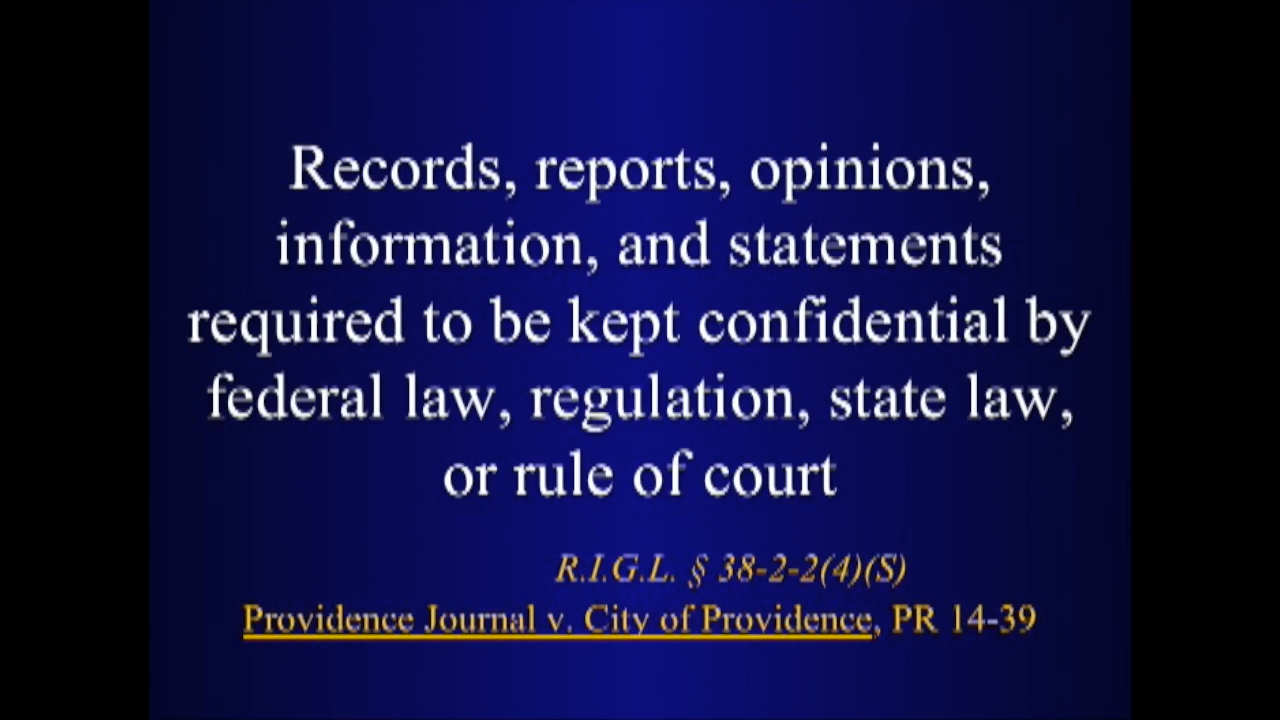 Records, reports, opinions,
information, and statements
required to be kept confidential by
federal law, regulation, state law,
or rule of court
R.I.G.L. § 38-2-2(4)(S)
Providence Journal v. City of Providence, PR 14-39